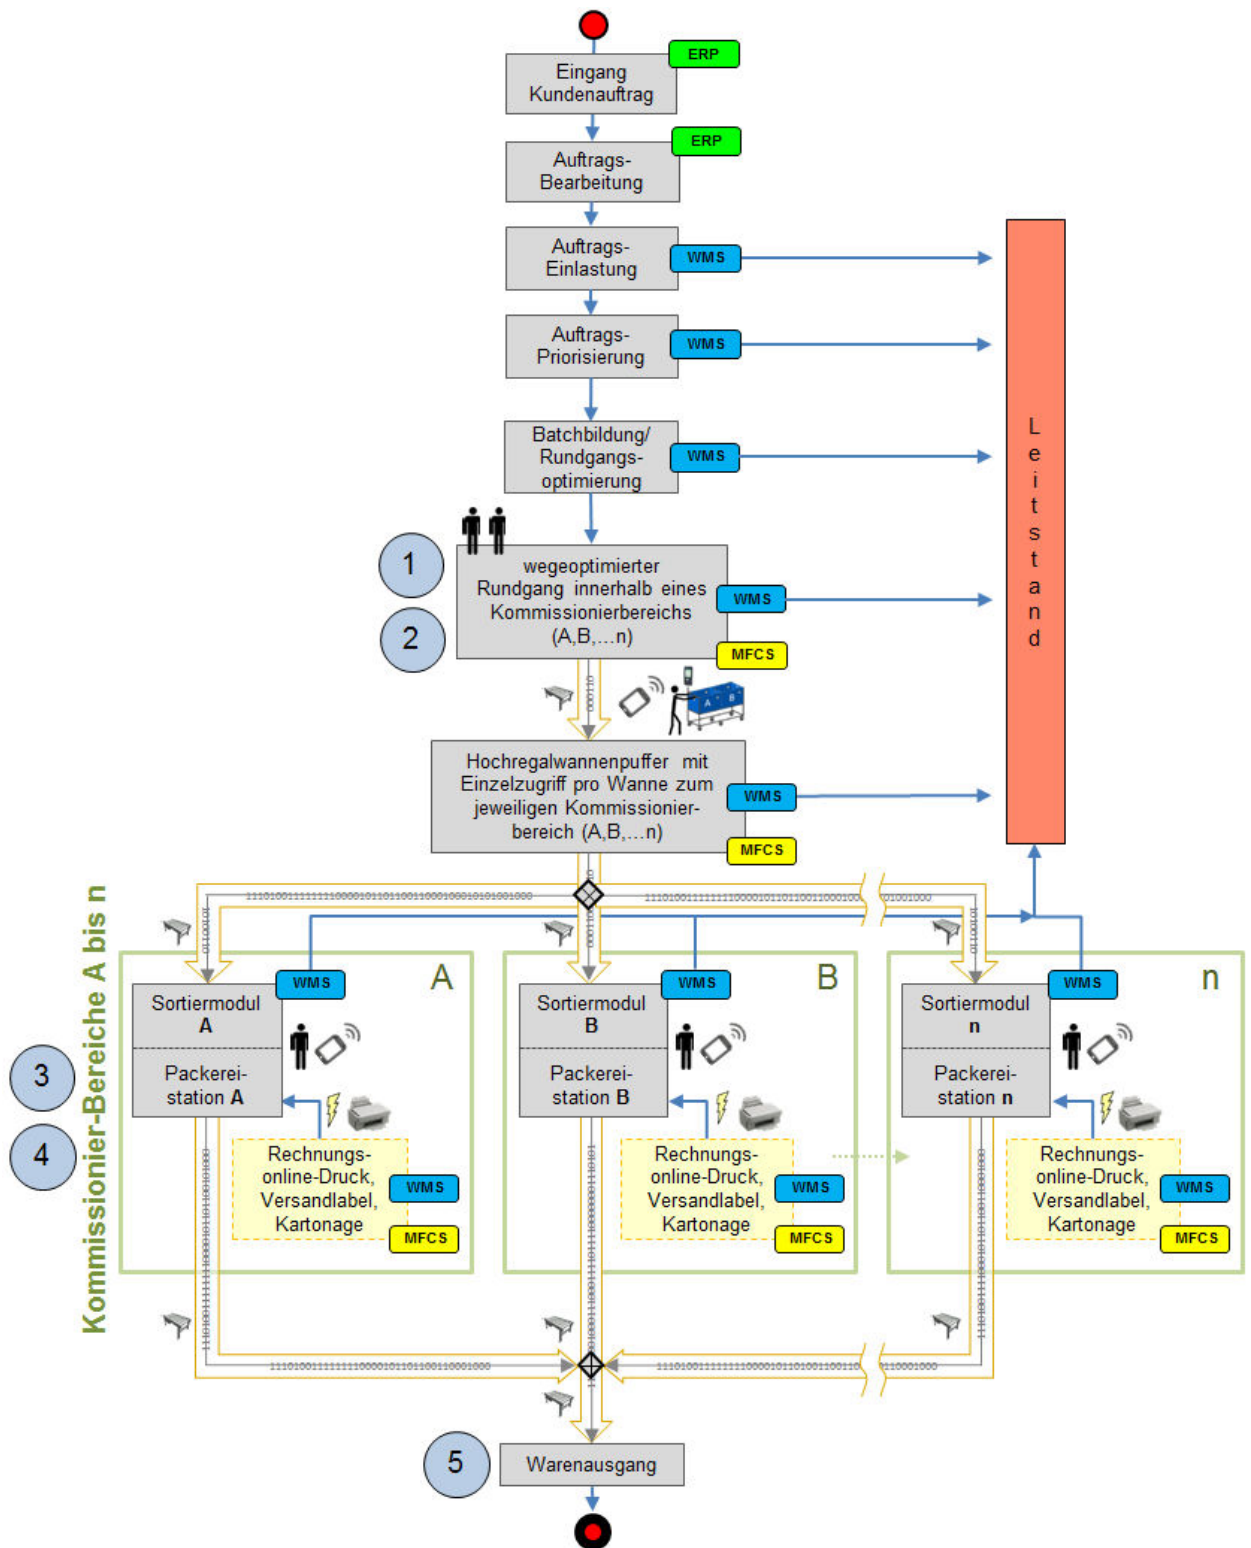 ERP
Eingang
Kundenauftrag
ERP
Auftrags-
Bearbeitung
Auftrags-
Einlastung
WMS
Auftrags-
Priorisierung
WMS
Batchbildung/
Rundgangs-
optimierung
WMS
Leitstand
1
2
wegeoptimierter
Rundgang innerhalb eines
Kommissionierbereichs
(A,B,...n)
WMS
MFCS
000110
A B
Hochregalwannenpuffer mit
Einzelzugriff pro Wanne zum
jeweiligen Kommissionier-
bereich (A,B,...n)
WMS
MFCS
Kommissionier-Bereiche A bis n
3
4
A
WMS
Sortiermodul
A
Packerei-
station A
Rechnungs-
online-Druck,
Versandlabel,
Kartonage
WMS
MFCS
B
WMS
Sortiermodul
B
Packerei-
station B
Rechnungs-
online-Druck,
Versandlabel,
Kartonage
WMS
MFCS
n
WMS
Sortiermodul
n
Packerei-
station n
Rechnungs-
online-Druck,
Versandlabel,
Kartonage
WMS
MFCS
5
Warenausgang